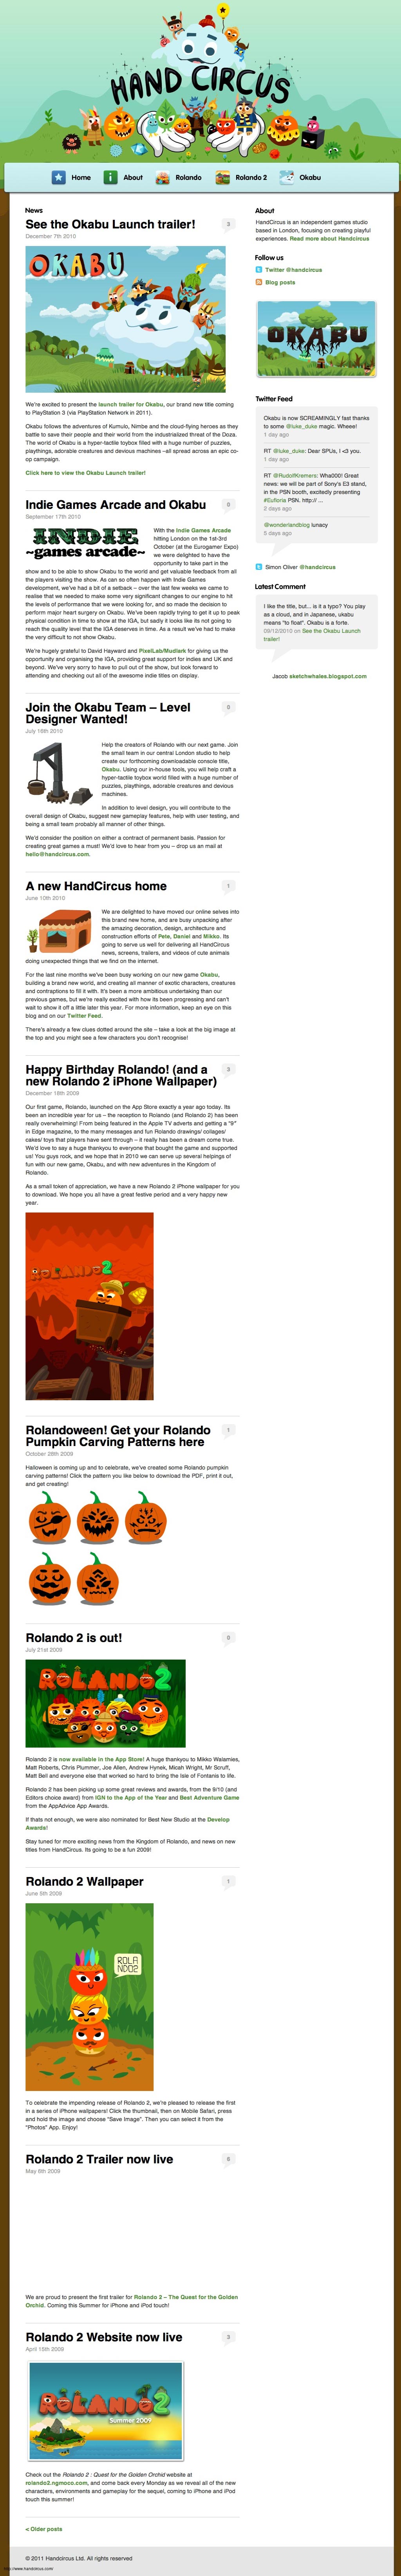 HAND CIRCUS
Home
About
Rolando
Rolando 2
Okabu
News
See the Okabu Launch trailer!
3
December 7th 2010
OKABU
We're excited to present the launch trailer for Okabu, our brand new title coming
to PlayStation 3 (via PlayStation Network in 2011).
Okabu follows the adventures of Kumulo, Nimbe and the cloud-flying heroes as they
battle to save their people and their world from the industrialized threat of the Doza.
The world of Okabu is a hyper-tactile toybox filled with a huge number of puzzles,
playthings, adorable creatures and devious machines –all spread across an epic co-
op campaign.
Click here to view the Okabu Launch trailer!
Indie Games Arcade and Okabu
0
September 17th 2010
INDIE
~games arcade~
With the Indie Games Arcade
hitting London on the 1st-3rd
October (at the Eurogamer Expo)
we were delighted to have the
opportunity to take part in the
show and to be able to show Okabu to the world and get valuable feedback from all
the players visiting the show. As can so often happen with Indie Games
development, we've had a bit of a setback – over the last few weeks we came to
realise that we needed to make some very significant changes to our engine to hit
the levels of performance that we were looking for, and so made the decision to
perform major heart surgery on Okabu. We've been rapidly trying to get it up to peak
physical condition in time to show at the IGA, but sadly it looks like its not going to
reach the quality level that the IGA deserves in time. As a result we've had to make
the very difficult to not show Okabu.
We're hugely grateful to David Hayward and PixelLab/Mudlark for giving us the
opportunity and organising the IGA, providing great support for indies and UK and
beyond. We've very sorry to have to pull out of the show, but look forward to
attending and checking out all of the awesome indie titles on display.
Join the Okabu Team – Level
Designer Wanted!
0
July 16th 2010
Help the creators of Rolando with our next game. Join
the small team in our central London studio to help
create our forthcoming downloadable console title,
Okabu. Using our in-house tools, you will help craft a
hyper-tactile toybox world filled with a huge number of
puzzles, playthings, adorable creatures and devious
machines.
In addition to level design, you will contribute to the
overall design of Okabu, suggest new gameplay features, help with user testing, and
being a small team probably all manner of other things.
We'd consider the position on either a contract of permanent basis. Passion for
creating great games a must! We'd love to hear from you – drop us an mail at
hello@handcircus.com.
A new HandCircus home
1
June 10th 2010
We are delighted to have moved our online selves into
this brand new home, and are busy unpacking after
the amazing decoration, design, architecture and
construction efforts of Pete, Daniel and Mikko. Its
going to serve us well for delivering all HandCircus
news, screens, trailers, and videos of cute animals
doing unexpected things that we find on the internet.
For the last nine months we've been busy working on our new game Okabu,
building a brand new world, and creating all manner of exotic characters, creatures
and contraptions to fill it with. It's been a more ambitious undertaking than our
previous games, but we're really excited with how its been progressing and can't
wait to show it off a little later this year. For more information, keep an eye on this
blog and on our Twitter Feed.
There's already a few clues dotted around the site – take a look at the big image at
the top and you might see a few characters you don't recognise!
Happy Birthday Rolando! (and a
new Rolando 2 iPhone Wallpaper)
3
December 18th 2009
Our first game, Rolando, launched on the App Store exactly a year ago today. Its
been an incredible year for us – the reception to Rolando (and Rolando 2) has been
really overwhelming! From being featured in the Apple TV adverts and getting a "9"
in Edge magazine, to the many messages and fun Rolando drawings/ collages/
cakes/ toys that players have sent through – it really has been a dream come true.
We'd love to say a huge thankyou to everyone that bought the game and supported
us! You guys rock, and we hope that in 2010 we can serve up several helpings of
fun with our new game, Okabu, and with new adventures in the Kingdom of
Rolando.
As a small token of appreciation, we have a new Rolando 2 iPhone wallpaper for you
to download. We hope you all have a great festive period and a very happy new
year.
ROLANDO 2
Rolandoween! Get your Rolando
Pumpkin Carving Patterns here
1
October 28th 2009
Halloween is coming up and to celebrate, we've created some Rolando pumpkin
carving patterns! Click the pattern you like below to download the PDF, print it out,
and get creating!
Rolando 2 is out!
0
July 21st 2009
ROLANDO 2
Rolando 2 is now available in the App Store! A huge thankyou to Mikko Walamies,
Matt Roberts, Chris Plummer, Joe Allen, Andrew Hynek, Micah Wright, Mr Scruff,
Matt Bell and everyone else that worked so hard to bring the Isle of Fontanis to life.
Rolando 2 has been picking up some great reviews and awards, from the 9/10 (and
Editors choice award) from IGN to the App of the Year and Best Adventure Game
from the AppAdvice App Awards.
If thats not enough, we were also nominated for Best New Studio at the Develop
Awards!
Stay tuned for more exciting news from the Kingdom of Rolando, and news on new
titles from HandCircus. Its going to be a fun 2009!
Rolando 2 Wallpaper
1
June 5th 2009
ROLA
NDO2
To celebrate the impending release of Rolando 2, we're pleased to release the first
in a series of iPhone wallpapers! Click the thumbnail, then on Mobile Safari, press
and hold the image and choose "Save Image". Then you can select it from the
"Photos" App. Enjoy!
Rolando 2 Trailer now live
6
May 6th 2009
We are proud to present the first trailer for Rolando 2 – The Quest for the Golden
Orchid. Coming this Summer for iPhone and iPod touch!
Rolando 2 Website now live
3
April 15th 2009
ROLANDO 2
Summer 2009
Check out the Rolando 2 : Quest for the Golden Orchid website at
rolando2.ngmoco.com, and come back every Monday as we reveal all of the new
characters, environments and gameplay for the sequel, coming to iPhone and iPod
touch this summer!
< Older posts
About
HandCircus is an independent games studio
based in London, focusing on creating playful
experiences. Read more about Handcircus
Follow us
Twitter @handcircus
Blog posts
OKABU
Twitter Feed
Okabu is now SCREAMINGLY fast thanks
to some @luke_duke magic. Wheee!
1 day ago
RT @luke_duke: Dear SPUs, I <3 you.
1 day ago
RT @RudolfKremers: Wha000! Great
news: we will be part of Sony's E3 stand,
in the PSN booth, excitedly presenting
#Eufloria PSN. http:// ...
2 days ago
@wonderlandblog lunacy
5 days ago
Simon Oliver @handcircus
Latest Comment
I like the title, but... is it a typo? You play
as a cloud, and in Japanese, ukabu
means "to float". Okabu is a forte.
09/12/2010 on See the Okabu Launch
trailer!
Jacob sketchwhales.blogspot.com
© 2011 Handcircus Ltd. All rights reserved
http://www.handcircus.com/